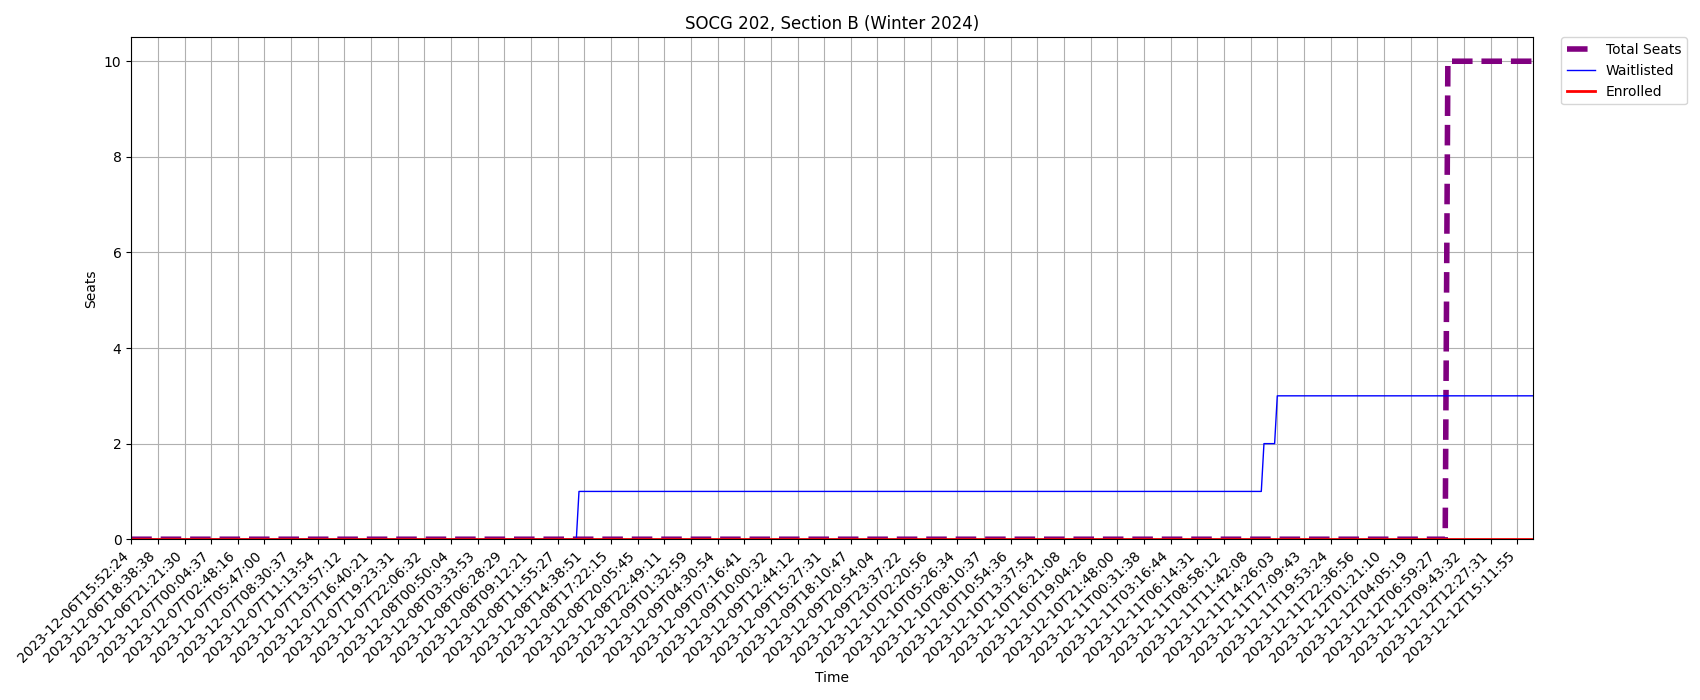 SOCG 202, Section B (Winter 2024)
Total Seats
Waitlisted
Enrolled
Seats
10
8
6
4
2
0
2023-12-06T15:52:24
2023-12-06T18:38:38
2023-12-06T21:21:30
2023-12-07T00:04:37
2023-12-07T02:48:16
2023-12-07T05:47:00
2023-12-07T08:30:37
2023-12-07T11:13:54
2023-12-07T13:57:12
2023-12-07T16:40:21
2023-12-07T19:23:31
2023-12-07T22:06:32
2023-12-08T00:50:04
2023-12-08T03:33:53
2023-12-08T06:28:29
2023-12-08T09:12:21
2023-12-08T11:55:27
2023-12-08T14:38:51
2023-12-08T17:22:15
2023-12-08T20:05:45
2023-12-08T22:49:11
2023-12-09T01:32:59
2023-12-09T04:30:54
2023-12-09T07:16:41
2023-12-09T10:00:32
2023-12-09T12:44:12
2023-12-09T15:27:31
2023-12-09T18:10:47
2023-12-09T20:54:04
2023-12-09T23:37:22
2023-12-10T02:20:56
2023-12-10T05:26:34
2023-12-10T08:10:37
2023-12-10T10:54:36
2023-12-10T13:37:54
2023-12-10T16:21:08
2023-12-10T19:04:26
2023-12-10T21:48:00
2023-12-11T00:31:38
2023-12-11T03:16:44
2023-12-11T06:14:31
2023-12-11T08:58:12
2023-12-11T11:42:08
2023-12-11T14:26:03
2023-12-11T17:09:43
2023-12-11T19:53:24
2023-12-11T22:36:56
2023-12-12T01:21:10
2023-12-12T04:05:19
2023-12-12T06:59:27
2023-12-12T09:43:32
2023-12-12T12:27:31
2023-12-12T15:11:55
Time